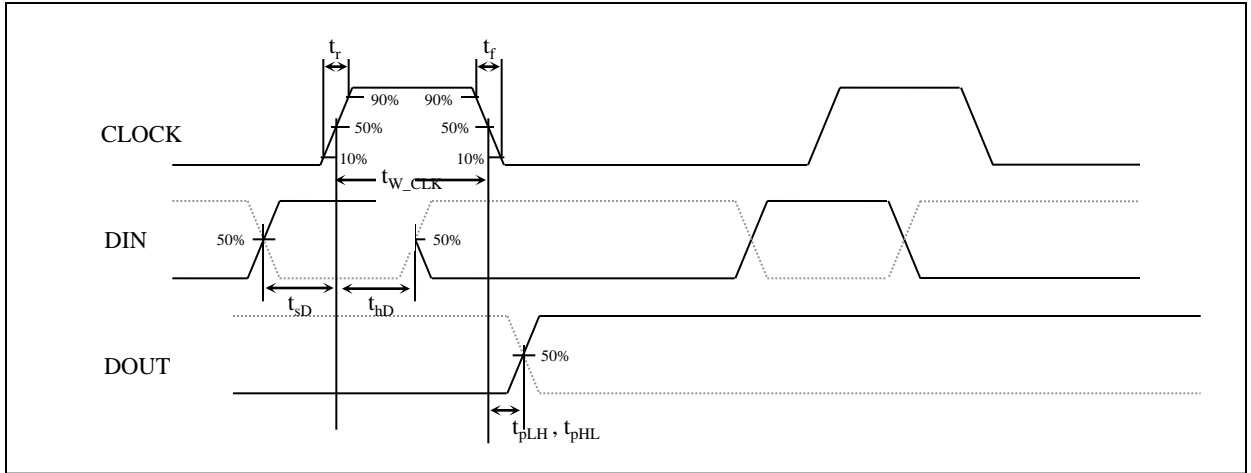 t_r t_f
90% 90%
CLOCK 50% 50%
10% 10%
t_W_CLK
DIN 50% 50%
t_sD t_hD
DOUT 50%
t_pLH , t_pHL